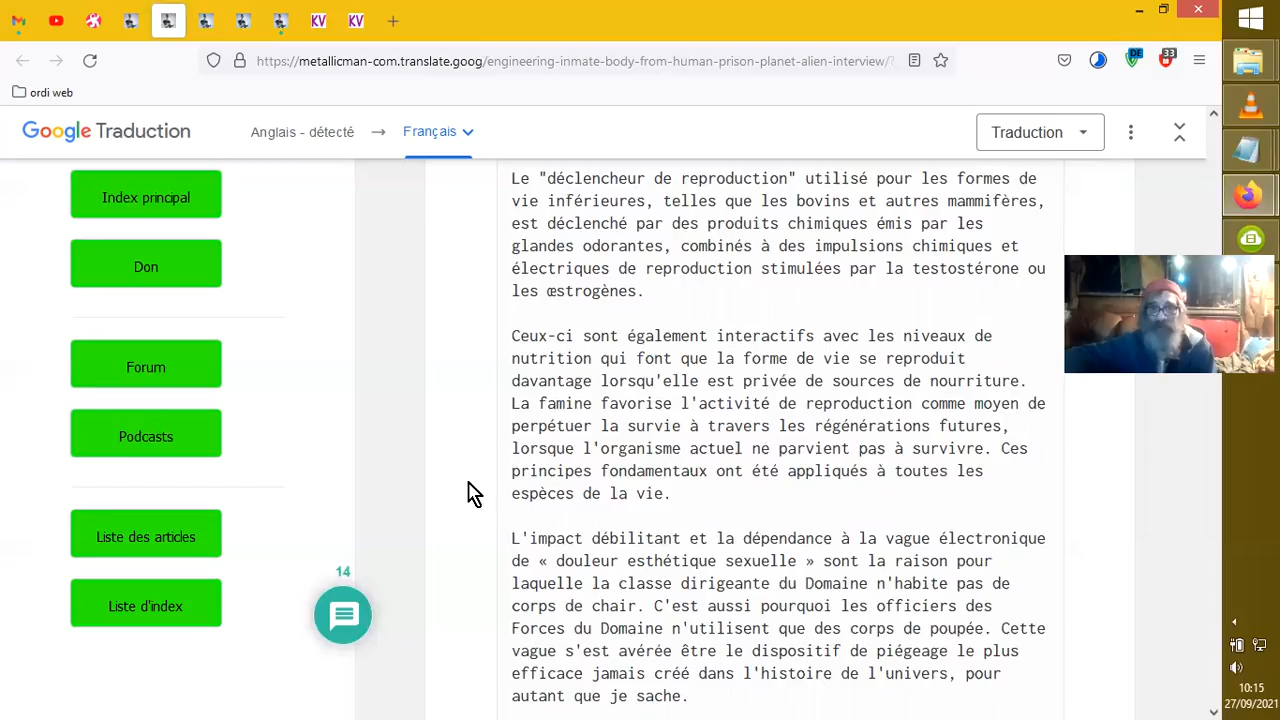 KV
KV
https://metallicman-com.translate.goog/engineering-inmate-body-from-human-prison-planet-alien-interview/?
DE
33
ordi web
Google Traduction
Anglais - détecté
Français
Traduction
Index principal
Don
Forum
Podcasts
Liste des articles
Liste d'index
14
Le "déclencheur de reproduction" utilisé pour les formes de
vie inférieures, telles que les bovins et autres mammifères,
est déclenché par des produits chimiques émis par les
glandes odorantes, combinés à des impulsions chimiques et
électriques de reproduction stimulées par la testostérone ou
les œstrogènes.
Ceux-ci sont également interactifs avec les niveaux de
nutrition qui font que la forme de vie se reproduit
davantage lorsqu'elle est privée de sources de nourriture.
La famine favorise l'activité de reproduction comme moyen de
perpétuer la survie à travers les régénérations futures,
lorsque l'organisme actuel ne parvient pas à survivre. Ces
principes fondamentaux ont été appliqués à toutes les
espèces de la vie.
L'impact débilitant et la dépendance à la vague électronique
de « douleur esthétique sexuelle » sont la raison pour
laquelle la classe dirigeante du Domaine n'habite pas de
corps de chair. C'est aussi pourquoi les officiers des
Forces du Domaine n'utilisent que des corps de poupée. Cette
vague s'est avérée être le dispositif de piégeage le plus
efficace jamais créé dans l'histoire de l'univers, pour
autant que je sache.
10:15
27/09/2021